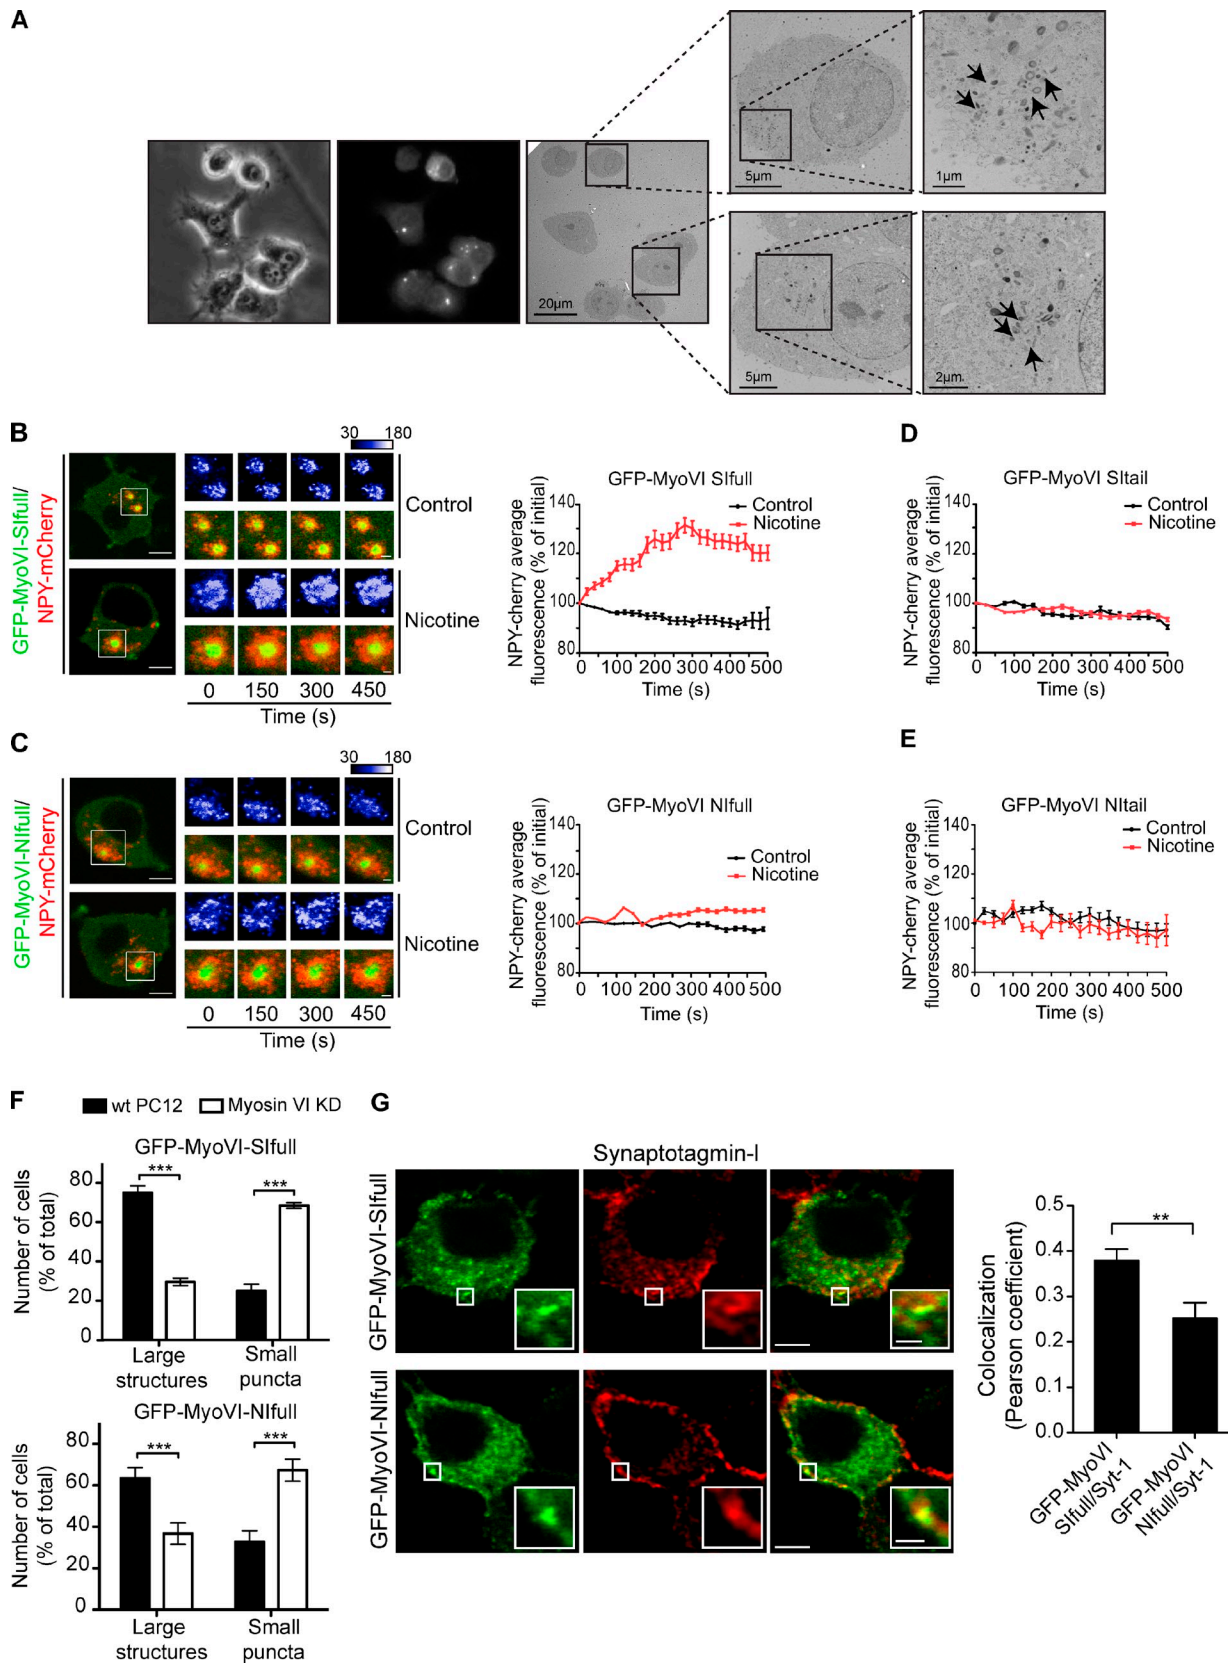 A
20µm
5µm
1µm
5µm
2µm
B
GFP-MyoVI-SIfull/
NPY-mCherry
30 180
Control
Nicotine
0 150 300 450
Time (s)
GFP-MyoVI SIfull
Control
Nicotine
NPY-cherry average
fluorescence (% of initial)
140
120
100
80
0 100 200 300 400 500
Time (s)
D
GFP-MyoVI SItail
Control
Nicotine
NPY-cherry average
fluorescence (% of initial)
140
120
100
80
0 100 200 300 400 500
Time (s)
C
GFP-MyoVI-NIfull/
NPY-mCherry
30 180
Control
Nicotine
0 150 300 450
Time (s)
GFP-MyoVI NIfull
Control
Nicotine
NPY-cherry average
fluorescence (% of initial)
140
120
100
80
0 100 200 300 400 500
Time (s)
E
GFP-MyoVI NItail
Control
Nicotine
NPY-cherry average
fluorescence (% of initial)
140
120
100
80
0 100 200 300 400 500
Time (s)
F
wt PC12 Myosin VI KD
GFP-MyoVI-SIfull
Number of cells
(% of total)
80
60
40
20
0
*** ***
Large
structures
Small
puncta
GFP-MyoVI-NIfull
Number of cells
(% of total)
80
60
40
20
0
*** ***
Large
structures
Small
puncta
G
Synaptotagmin-I
GFP-MyoVI-SIfull
GFP-MyoVI-NIfull
Colocalization
(Pearson coefficient)
0.5
0.4
0.3
0.2
0.1
0.0
**
GFP-MyoVI
SIfull/Syt-1
GFP-MyoVI
NIfull/Syt-1